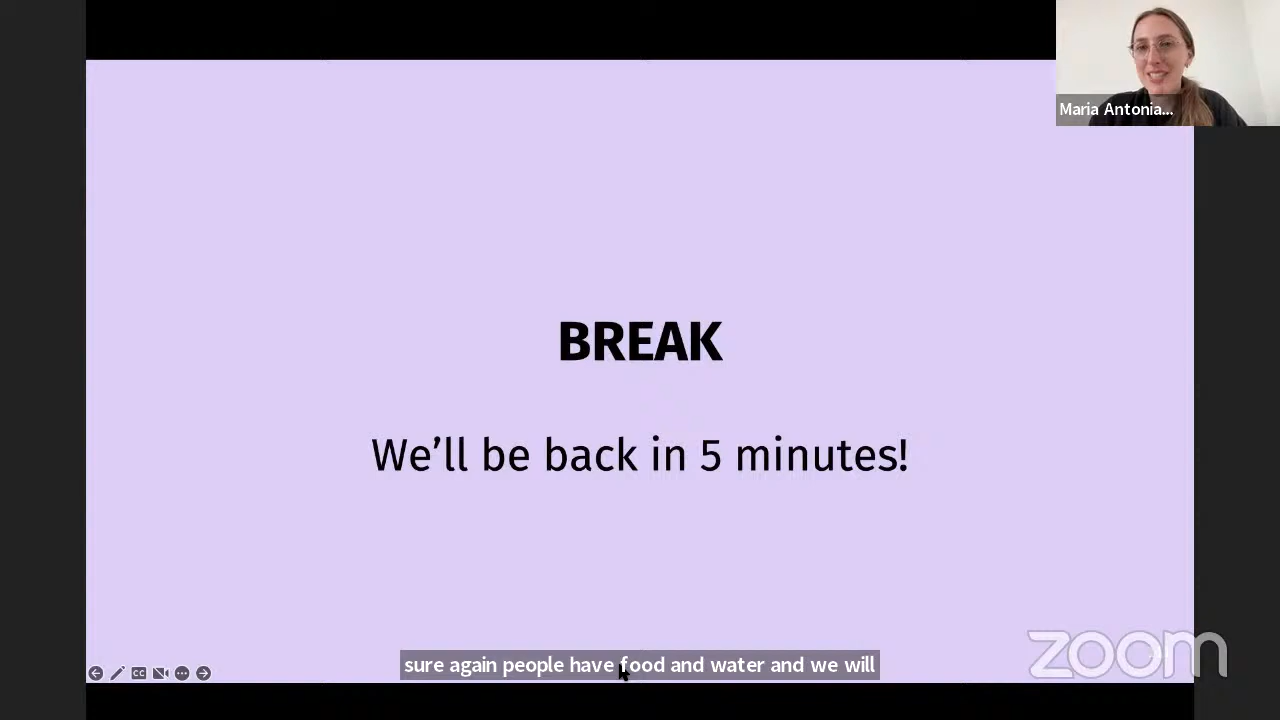 Maria Antonia...
BREAK
We’ll be back in 5 minutes!
sure again people have food and water and we will
CC
zoom